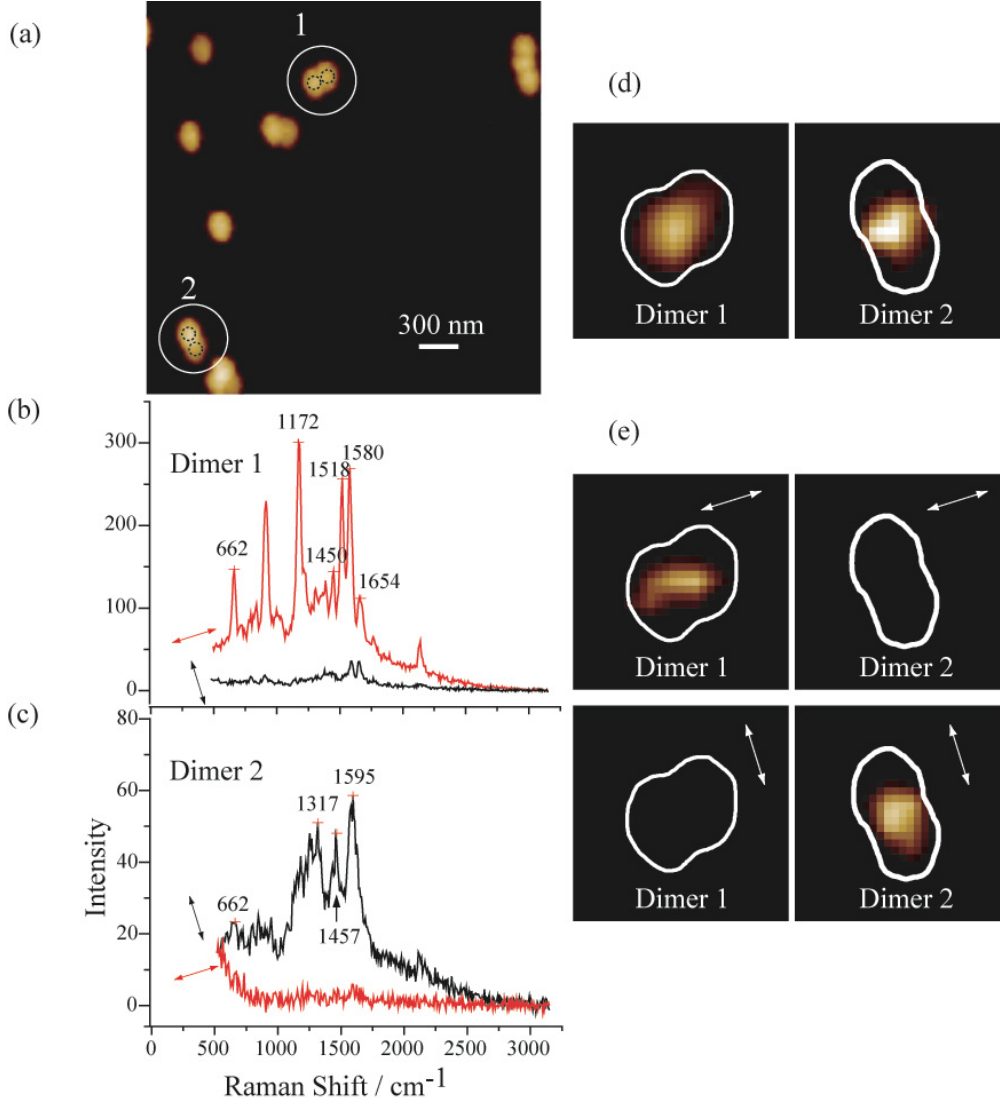 (a)
1
2
300 nm
(b)
Dimer 1
1172
1518
1580
662
1450
1654
300
200
100
0
(c)
Dimer 2
1317
1595
662
1457
80
60
40
20
0
Intensity
0 500 1000 1500 2000 2500 3000
Raman Shift / cm-1
(d)
Dimer 1
Dimer 2
(e)
Dimer 1
Dimer 2
Dimer 1
Dimer 2